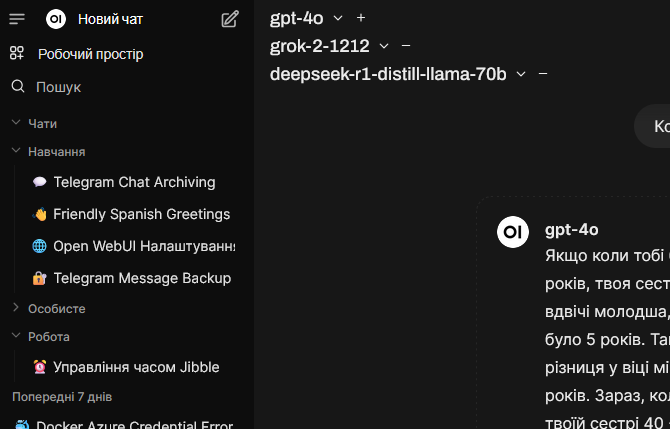 OI Новий чат
Робочий простір
Пошук
Чати
Навчання
Telegram Chat Archiving
Friendly Spanish Greetings
Open WebUI Налаштуванн
Telegram Message Backup
Особисте
Робота
Управління часом Jibble
Попередні 7 днів
Docker Azure Credential Error
gpt-4o
grok-2-1212
deepseek-r1-distill-llama-70b
Ко
OI gpt-4o
Якщо коли тобі
років, твоя сест
вдвічі молодша,
було 5 років. Та
різниця у віці мі
років. Зараз, ко
твоїй сестрі 40